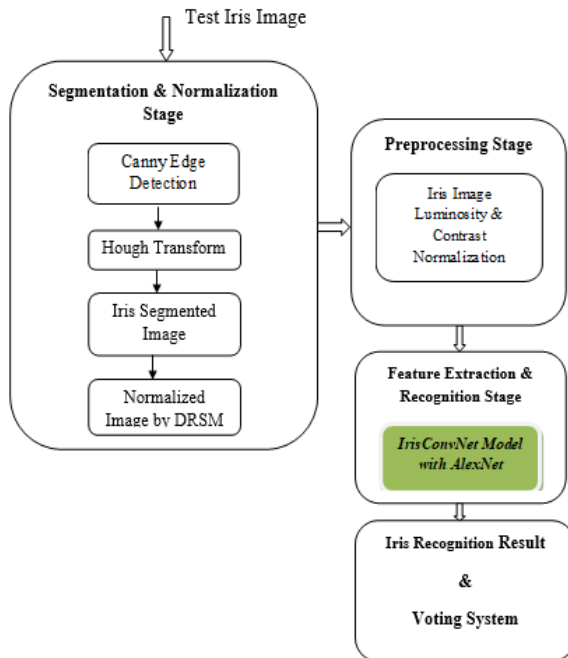 Test Iris Image
Segmentation & Normalization
Stage
Canny Edge
Detection
Hough Transform
Iris Segmented
Image
Normalized
Image by DRSM
Preprocessing Stage
Iris Image
Luminosity &
Contrast
Normalization
Feature Extraction &
Recognition Stage
IrisConvNet Model
with AlexNet
Iris Recognition Result
&
Voting System